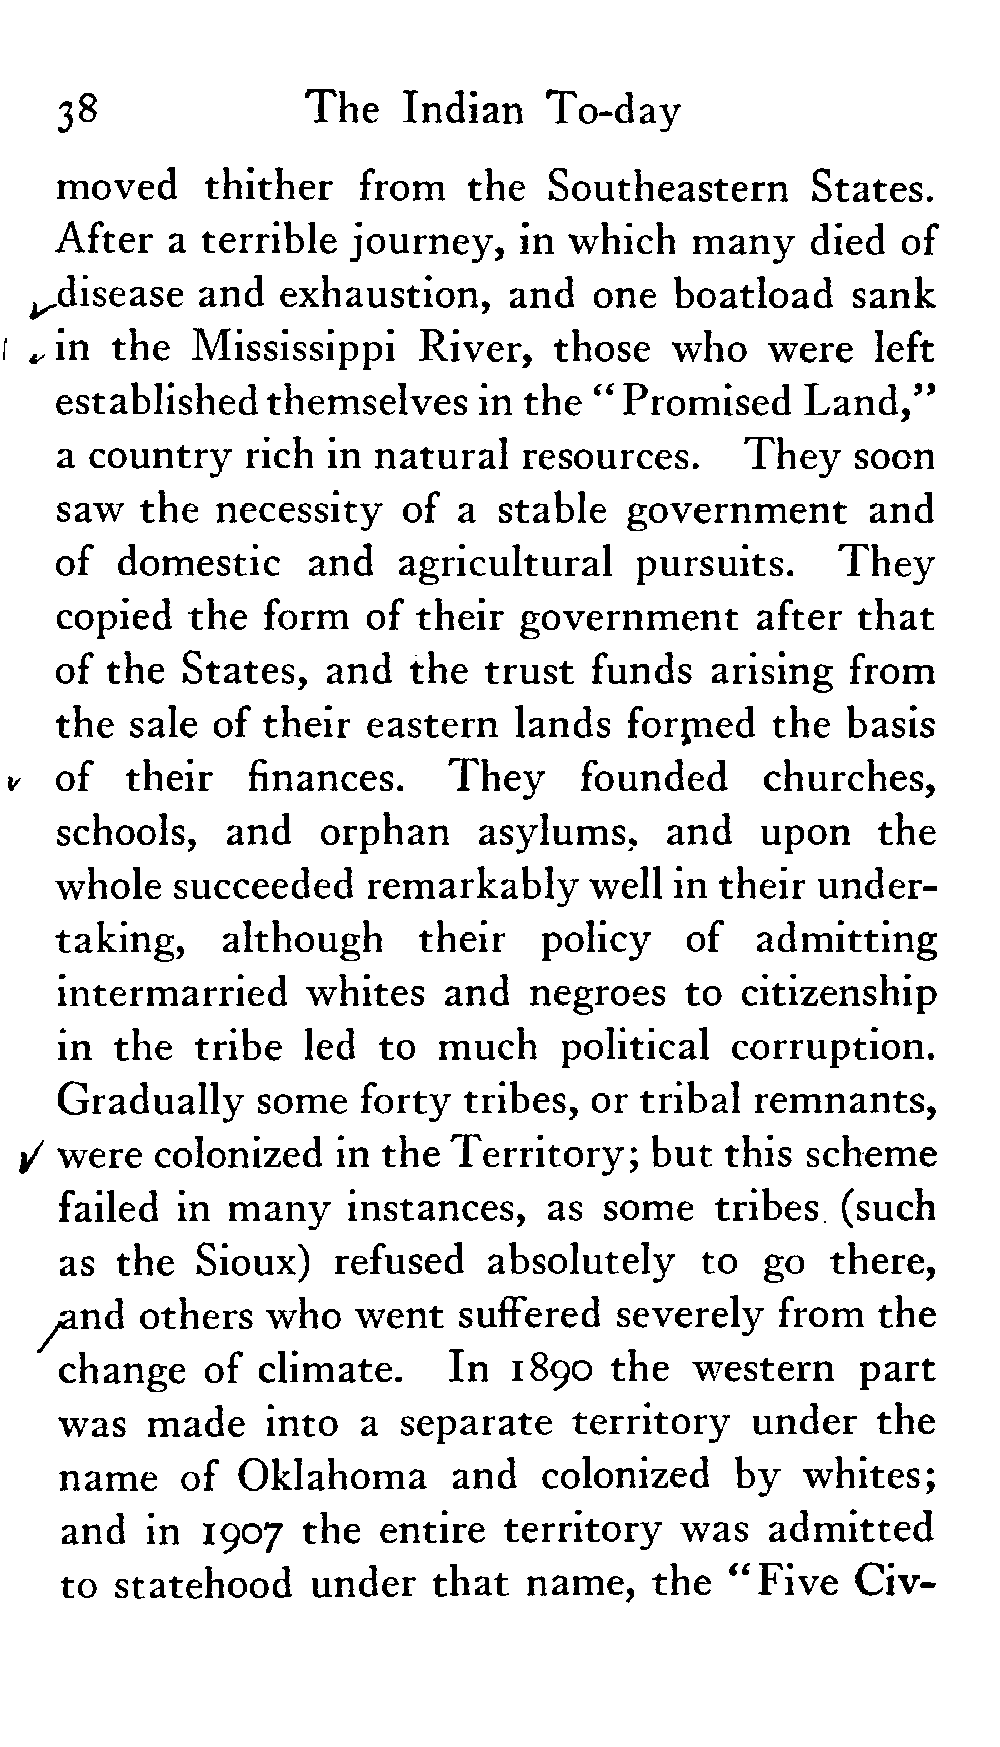 38 The Indian To-day
moved thither from the Southeastern States.
After a terrible journey, in which many died of
disease and exhaustion, and one boatload sank
in the Mississippi River, those who were left
established themselves in the “Promised Land,”
a country rich in natural resources. They soon
saw the necessity of a stable government and
of domestic and agricultural pursuits. They
copied the form of their government after that
of the States, and the trust funds arising from
the sale of their eastern lands formed the basis
of their finances. They founded churches,
schools, and orphan asylums, and upon the
whole succeeded remarkably well in their under-
taking, although their policy of admitting
intermarried whites and negroes to citizenship
in the tribe led to much political corruption.
Gradually some forty tribes, or tribal remnants,
were colonized in the Territory; but this scheme
failed in many instances, as some tribes (such
as the Sioux) refused absolutely to go there,
and others who went suffered severely from the
change of climate. In 1890 the western part
was made into a separate territory under the
name of Oklahoma and colonized by whites;
and in 1907 the entire territory was admitted
to statehood under that name, the “Five Civ-